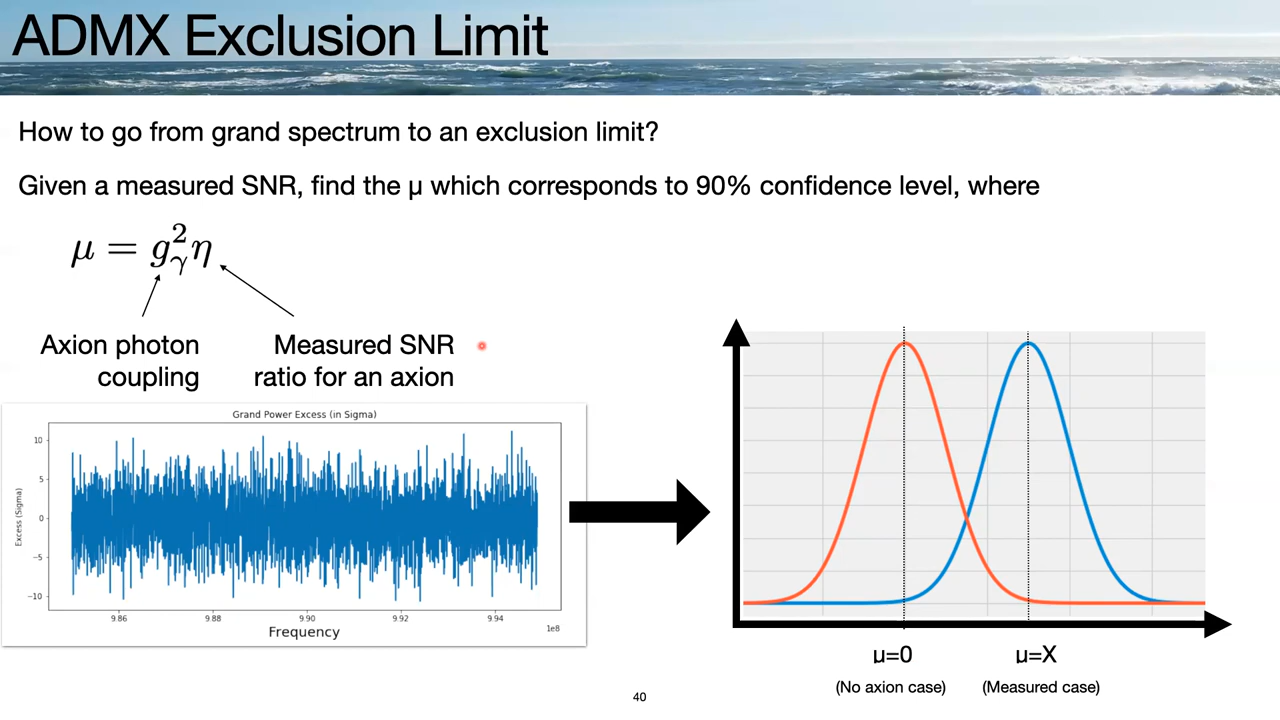 ADMX Exclusion Limit
How to go from grand spectrum to an exclusion limit?
Given a measured SNR, find the μ which corresponds to 90% confidence level, where
μ = g²γη
Axion photon
coupling
Measured SNR
ratio for an axion
Grand Power Excess (in Sigma)
Excess (Sigma)
10
5
0
−5
−10
9.86
9.88
9.90
9.92
9.94
1e8
Frequency
μ=0
(No axion case)
μ=X
(Measured case)
40